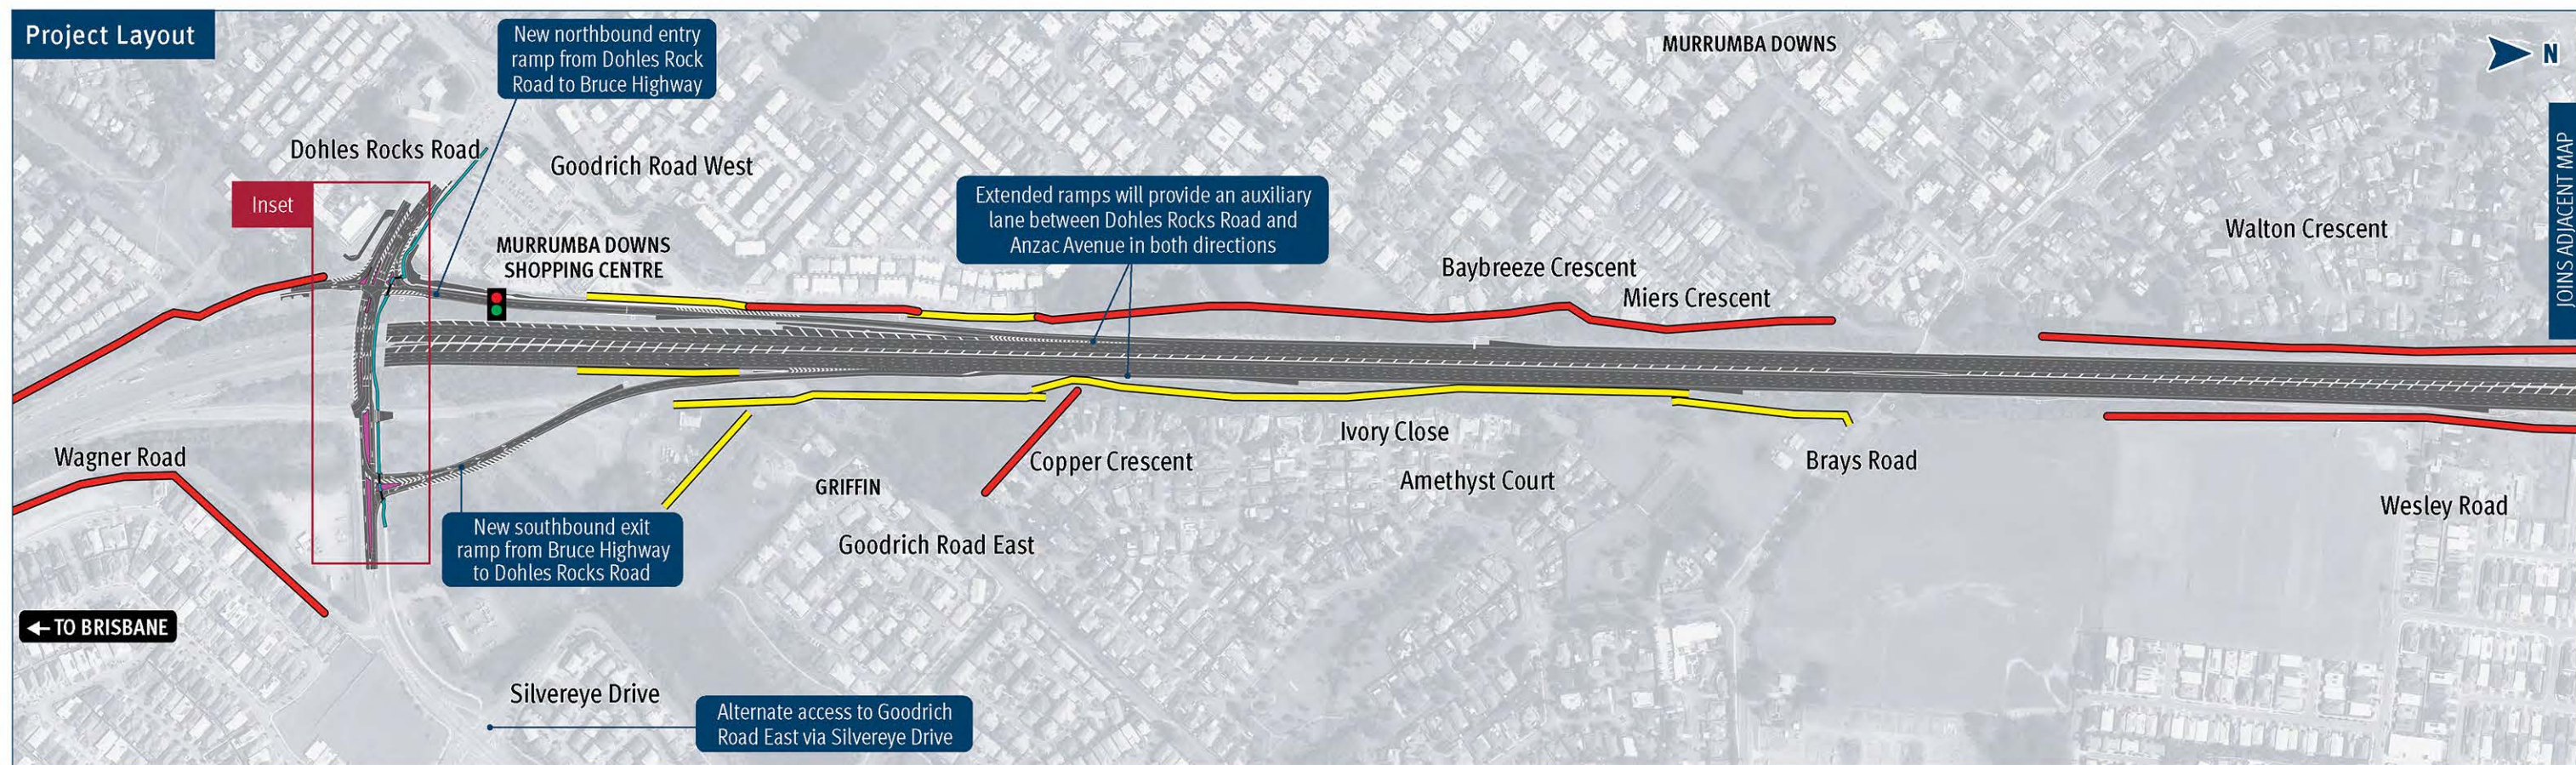 Project Layout
New northbound entry
ramp from Dohles Rock
Road to Bruce Highway
MURRUMBA DOWNS
N
JOINS ADJACENT MAP
Dohles Rocks Road
Goodrich Road West
Inset
Extended ramps will provide an auxiliary
lane between Dohles Rocks Road and
Anzac Avenue in both directions
Walton Crescent
MURRUMBA DOWNS
SHOPPING CENTRE
Baybreeze Crescent
Miers Crescent
Wagner Road
Ivory Close
Copper Crescent
Brays Road
GRIFFIN
Amethyst Court
Wesley Road
New southbound exit
ramp from Bruce Highway
to Dohles Rocks Road
Goodrich Road East
← TO BRISBANE
Silvereye Drive
Alternate access to Goodrich
Road East via Silvereye Drive